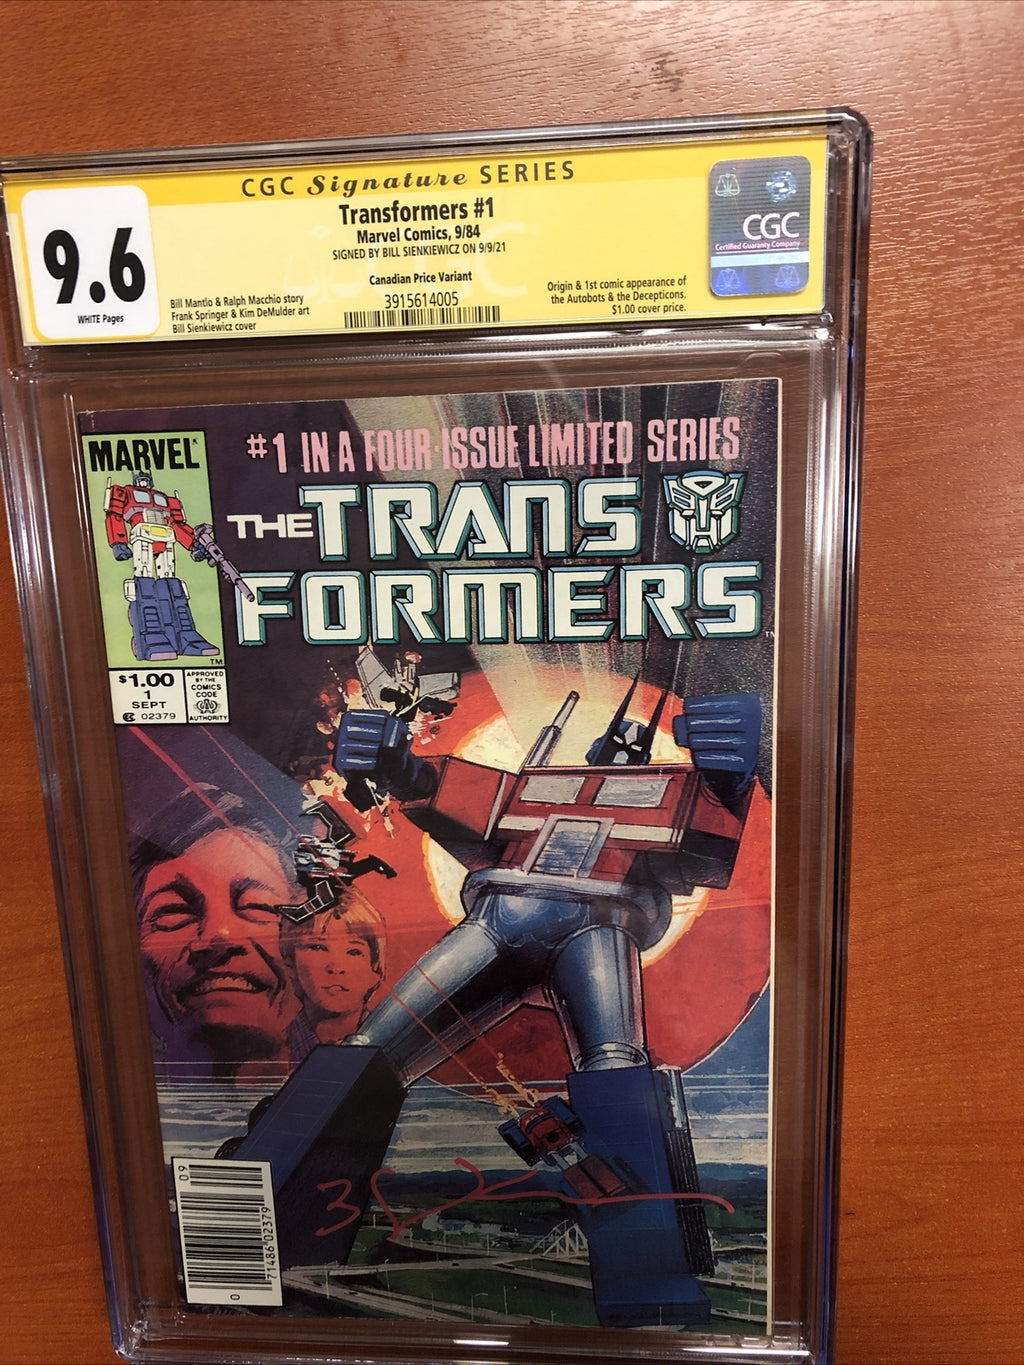 CGC Signature SERIES
Transformers #1
Marvel Comics, 9/84
SIGNED BY BILL SIENKIEWICZ ON 9/9/21
Canadian Price Variant
3915614005
9.6
WHITE Pages
Bill Mantlo & Ralph Macchio story
Frank Springer & Kim DeMulder art
Bill Sienkiewicz cover
Origin & 1st comic appearance of
the Autobots & the Decepticons.
$1.00 cover price.
CGC
Certified Guaranty Company
MARVEL
#1 IN A FOUR-ISSUE LIMITED SERIES
THE TRANS
FORMERS
TM
$1.00
1
SEPT
02379
APPROVED
BY THE
COMICS
CODE
AUTHORITY
09
71486 02379
0